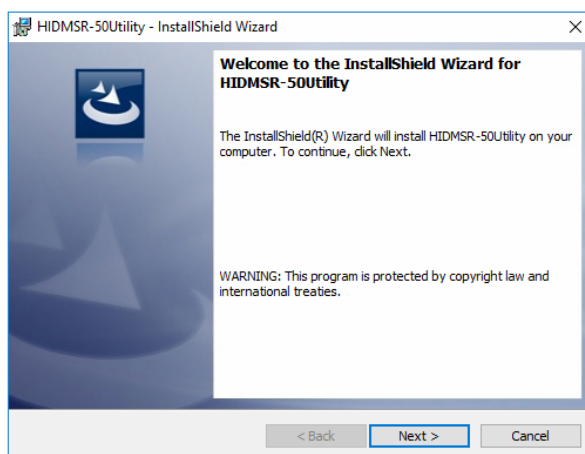 HIDMSR-50Utility - InstallShield Wizard
Welcome to the InstallShield Wizard for
HIDMSR-50Utility
The InstallShield(R) Wizard will install HIDMSR-50Utility on your
computer. To continue, click Next.
WARNING: This program is protected by copyright law and
international treaties.
< Back Next > Cancel